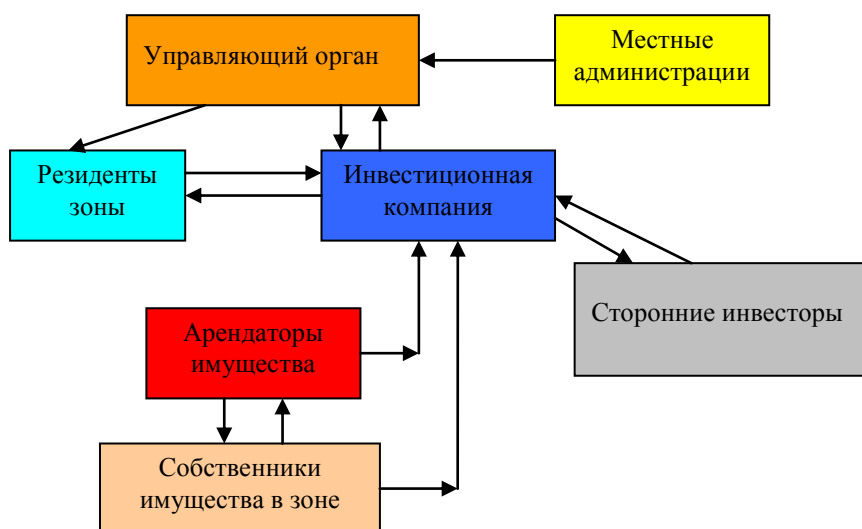 Управляющий орган
Местные
администрации
Резиденты
зоны
Инвестиционная
компания
Сторонние инвесторы
Арендаторы
имущества
Собственники
имущества в зоне